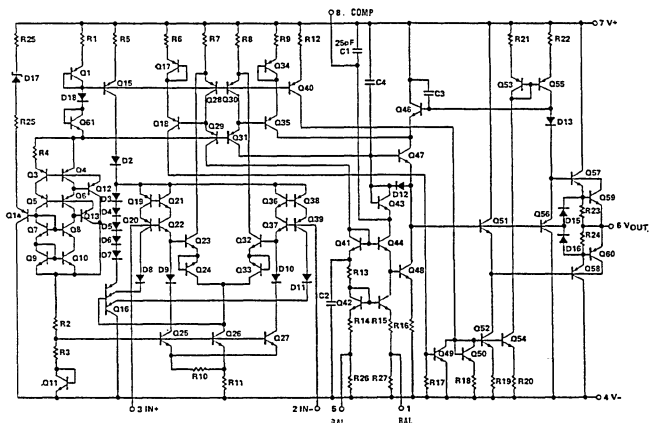 8. COMP
7 V+
R25
R1
R5
R6
R7
R8
R9
R12
25pF
C1
R21
R22
D17
Q1
Q15
Q17
Q34
C4
C3
Q53
Q55
D18
Q28
Q30
Q40
Q46
R25
Q61
Q18
Q29
Q35
D13
R4
Q31
Q47
Q3
Q4
D2
Q57
Q12
D12
Q59
Q5
Q6
D3
Q19
Q21
Q36
Q38
Q43
R23
Q14
Q13
D4
Q20
Q22
Q37
Q39
Q51
Q56
D15
6 VOUT
Q7
Q8
D5
Q23
Q32
Q41
Q44
R24
D6
D16
Q60
Q9
Q10
D7
D8
D9
Q24
Q33
D10
D11
R13
Q48
Q58
Q16
C2
Q42
R2
Q25
Q26
Q27
R14
R15
R16
Q52
Q54
R3
Q49
Q50
Q11
R10
R11
R26
R27
R17
R18
R19
R20
4 V-
3 IN+
2 IN-
5
BAL
1
BAL